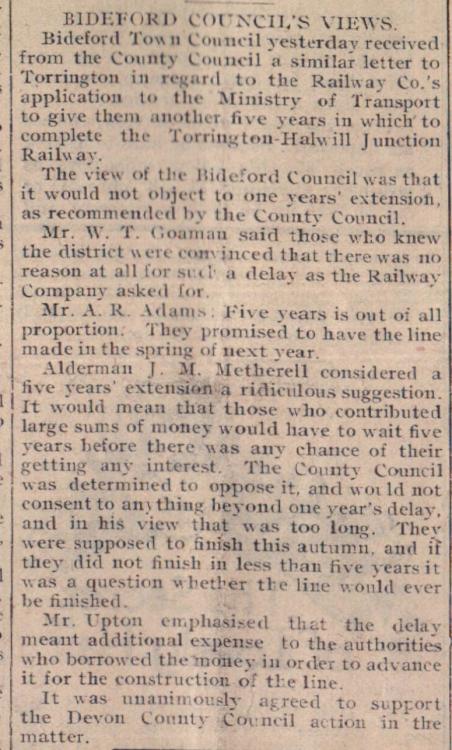 BIDEFORD COUNCIL'S VIEWS.
Bideford Town Council yesterday received
from the County Council a similar letter to
Torrington in regard to the Railway Co.'s
application to the Ministry of Transport
to give them another five years in which to
complete the Torrington-Halwill Junction
Railway.
The view of the Bideford Council was that
it would not object to one years' extension,
as recommended by the County Council.
Mr. W. T. Goaman said those who knew
the district were convinced that there was no
reason at all for such a delay as the Railway
Company asked for.
Mr. A. R. Adams: Five years is out of all
proportion. They promised to have the line
made in the spring of next year.
Alderman J. M. Metherell considered a
five years' extension a ridiculous suggestion.
It would mean that those who contributed
large sums of money would have to wait five
years before there was any chance of their
getting any interest. The County Council
was determined to oppose it, and would not
consent to anything beyond one year's delay,
and in his view that was too long. They
were supposed to finish this autumn, and if
they did not finish in less than five years it
was a question whether the line would ever
be finished.
Mr. Upton emphasised that the delay
meant additional expense to the authorities
who borrowed the money in order to advance
it for the construction of the line.
It was unanimously agreed to support
the Devon County Council action in the
matter.